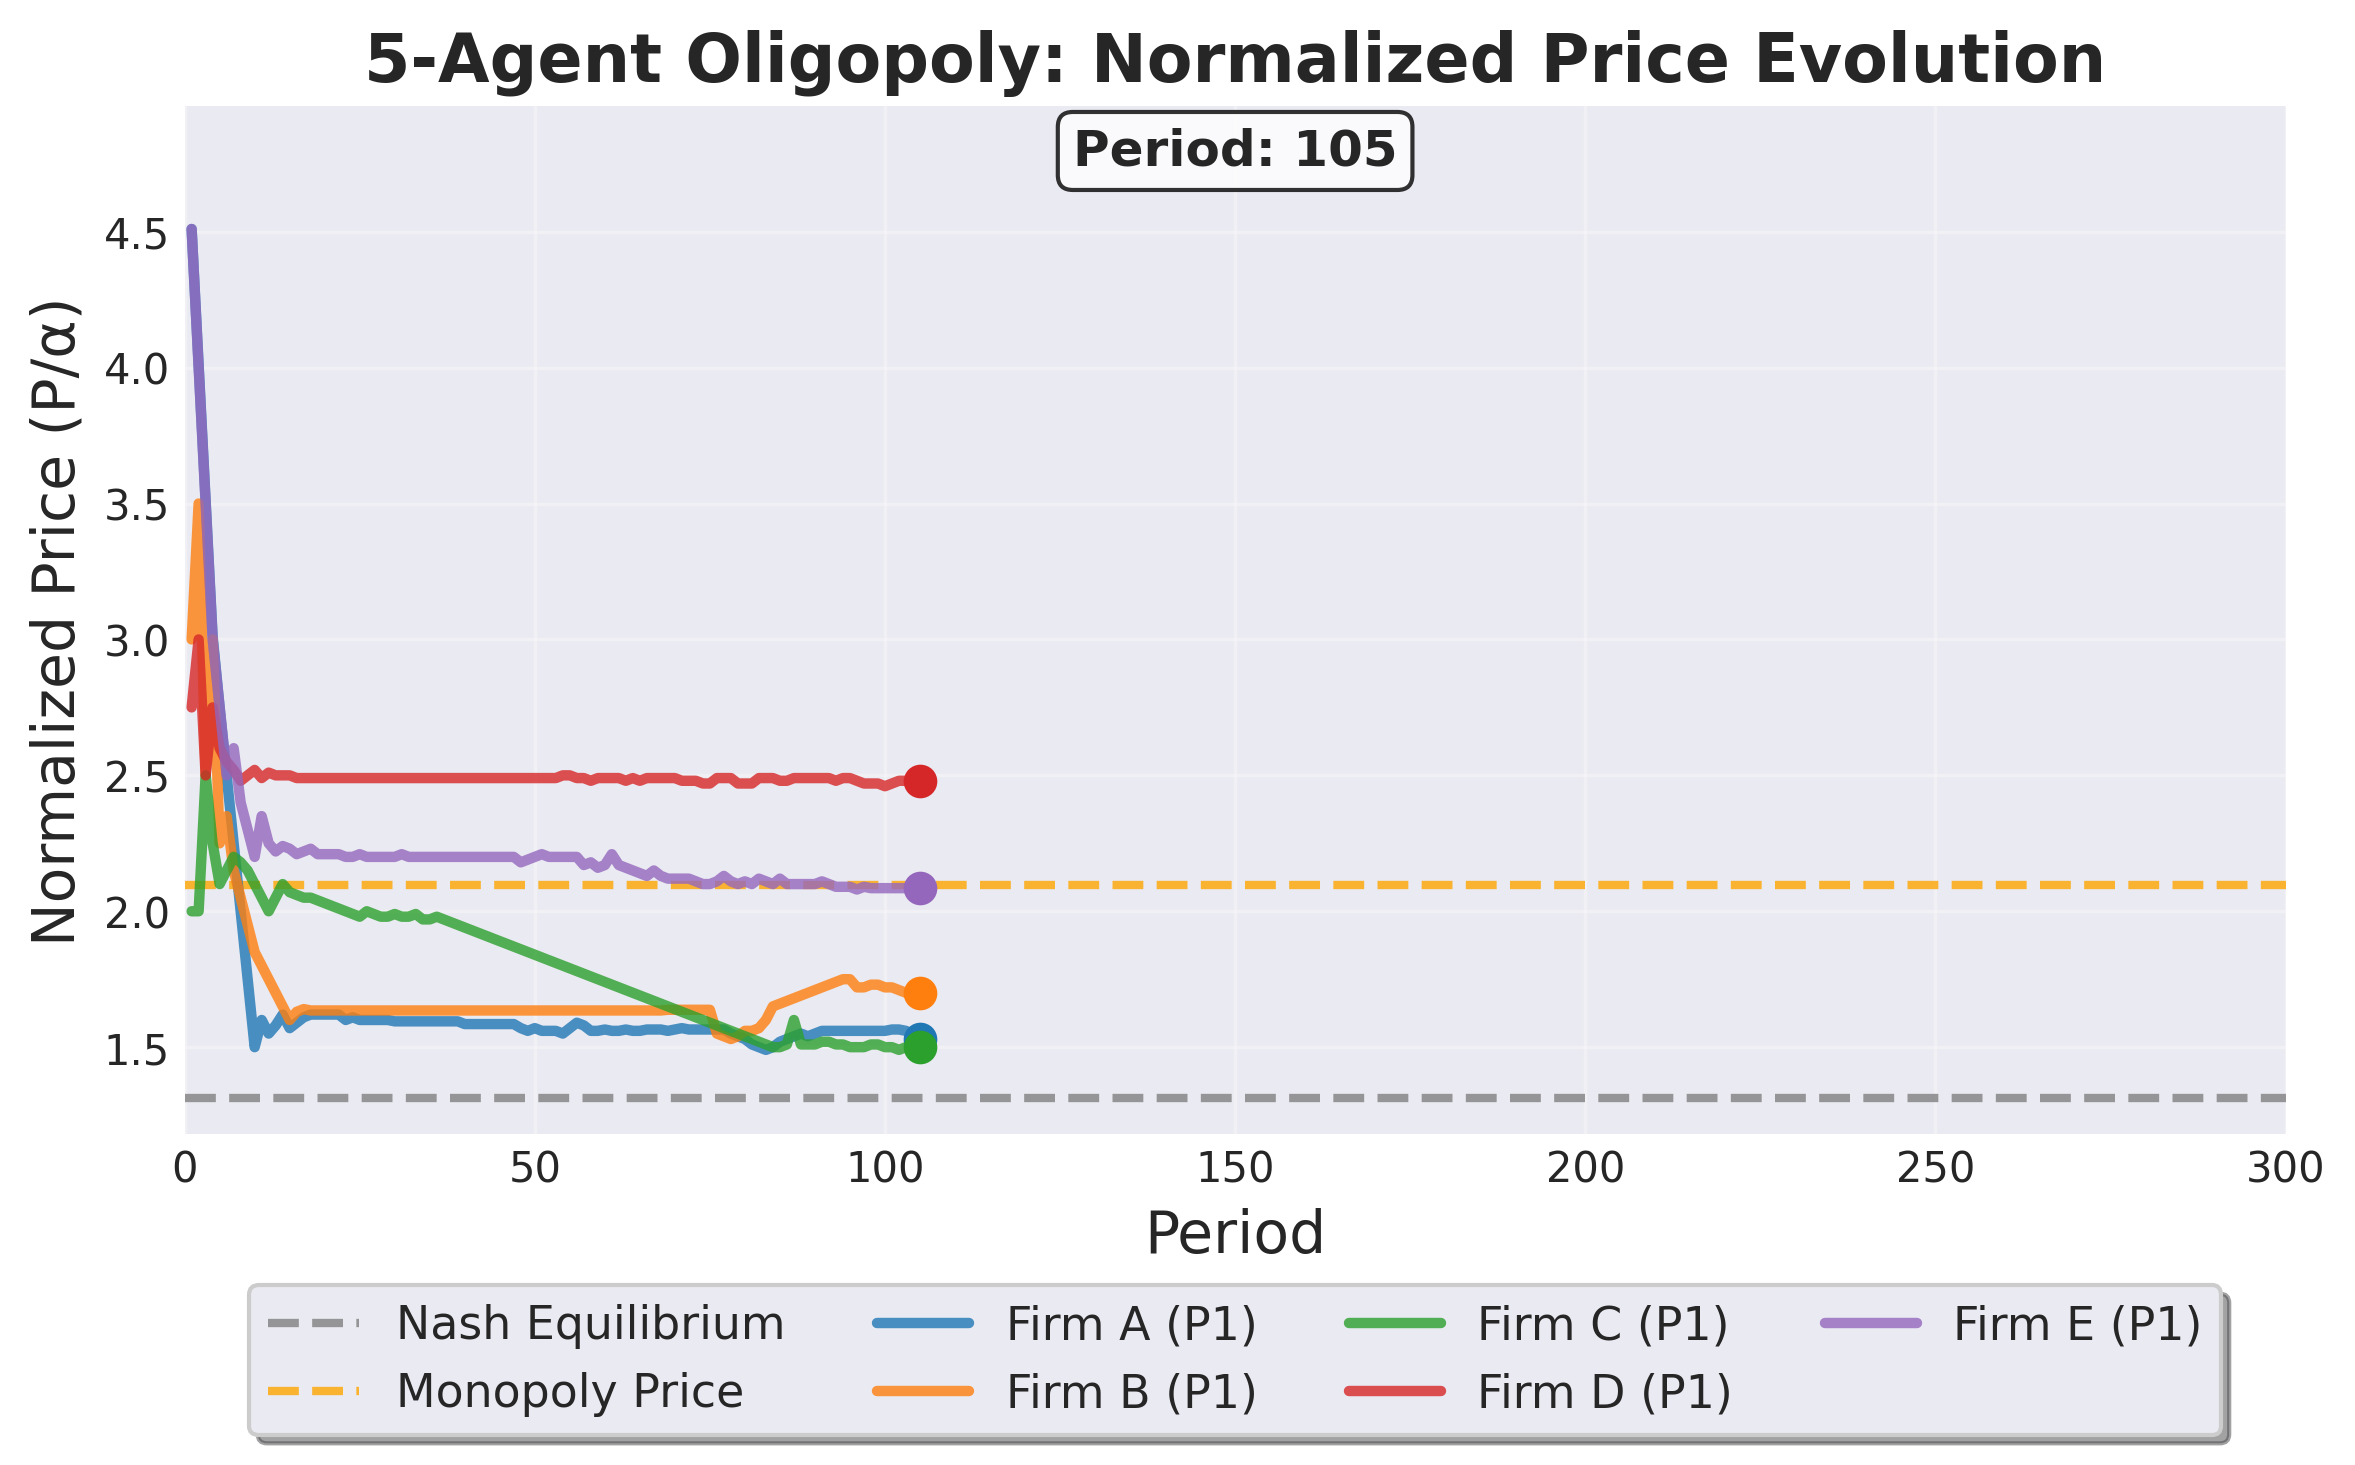 5-Agent Oligopoly: Normalized Price Evolution
Period: 105
Normalized Price (P/α)
4.5
4.0
3.5
3.0
2.5
2.0
1.5
0 50 100 150 200 250 300
Period
Nash Equilibrium Firm A (P1) Firm C (P1) Firm E (P1)
Monopoly Price Firm B (P1) Firm D (P1)